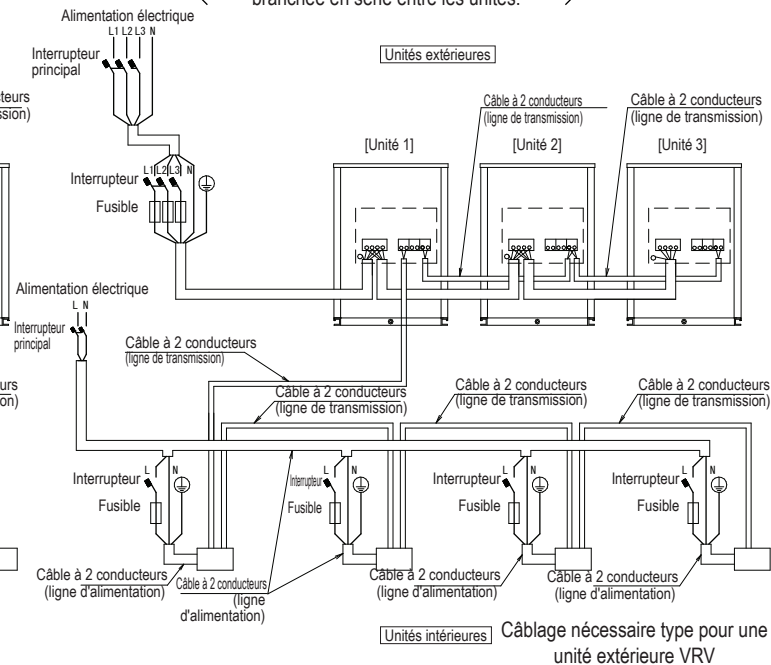 branchée en série entre les unités.
Alimentation électrique
L1 L2 L3 N
Interrupteur
principal
Unités extérieures
Câble à 2 conducteurs
(ligne de transmission)
Câble à 2 conducteurs
(ligne de transmission)
[Unité 1]
[Unité 2]
[Unité 3]
L1 L2 L3 N
Interrupteur
Fusible
Alimentation électrique
L N
Interrupteur
principal
Câble à 2 conducteurs
(ligne de transmission)
Câble à 2 conducteurs
(ligne de transmission)
Câble à 2 conducteurs
(ligne de transmission)
Câble à 2 conducteurs
(ligne de transmission)
L N
Interrupteur
Fusible
L N
Interrupteur
Fusible
L N
Interrupteur
Fusible
L N
Interrupteur
Fusible
Câble à 2 conducteurs
(ligne d'alimentation)
Câble à 2 conducteurs
(ligne
d'alimentation)
Câble à 2 conducteurs
(ligne d'alimentation)
Câble à 2 conducteurs
(ligne d'alimentation)
Unités intérieures
Câblage nécessaire type pour une
unité extérieure VRV